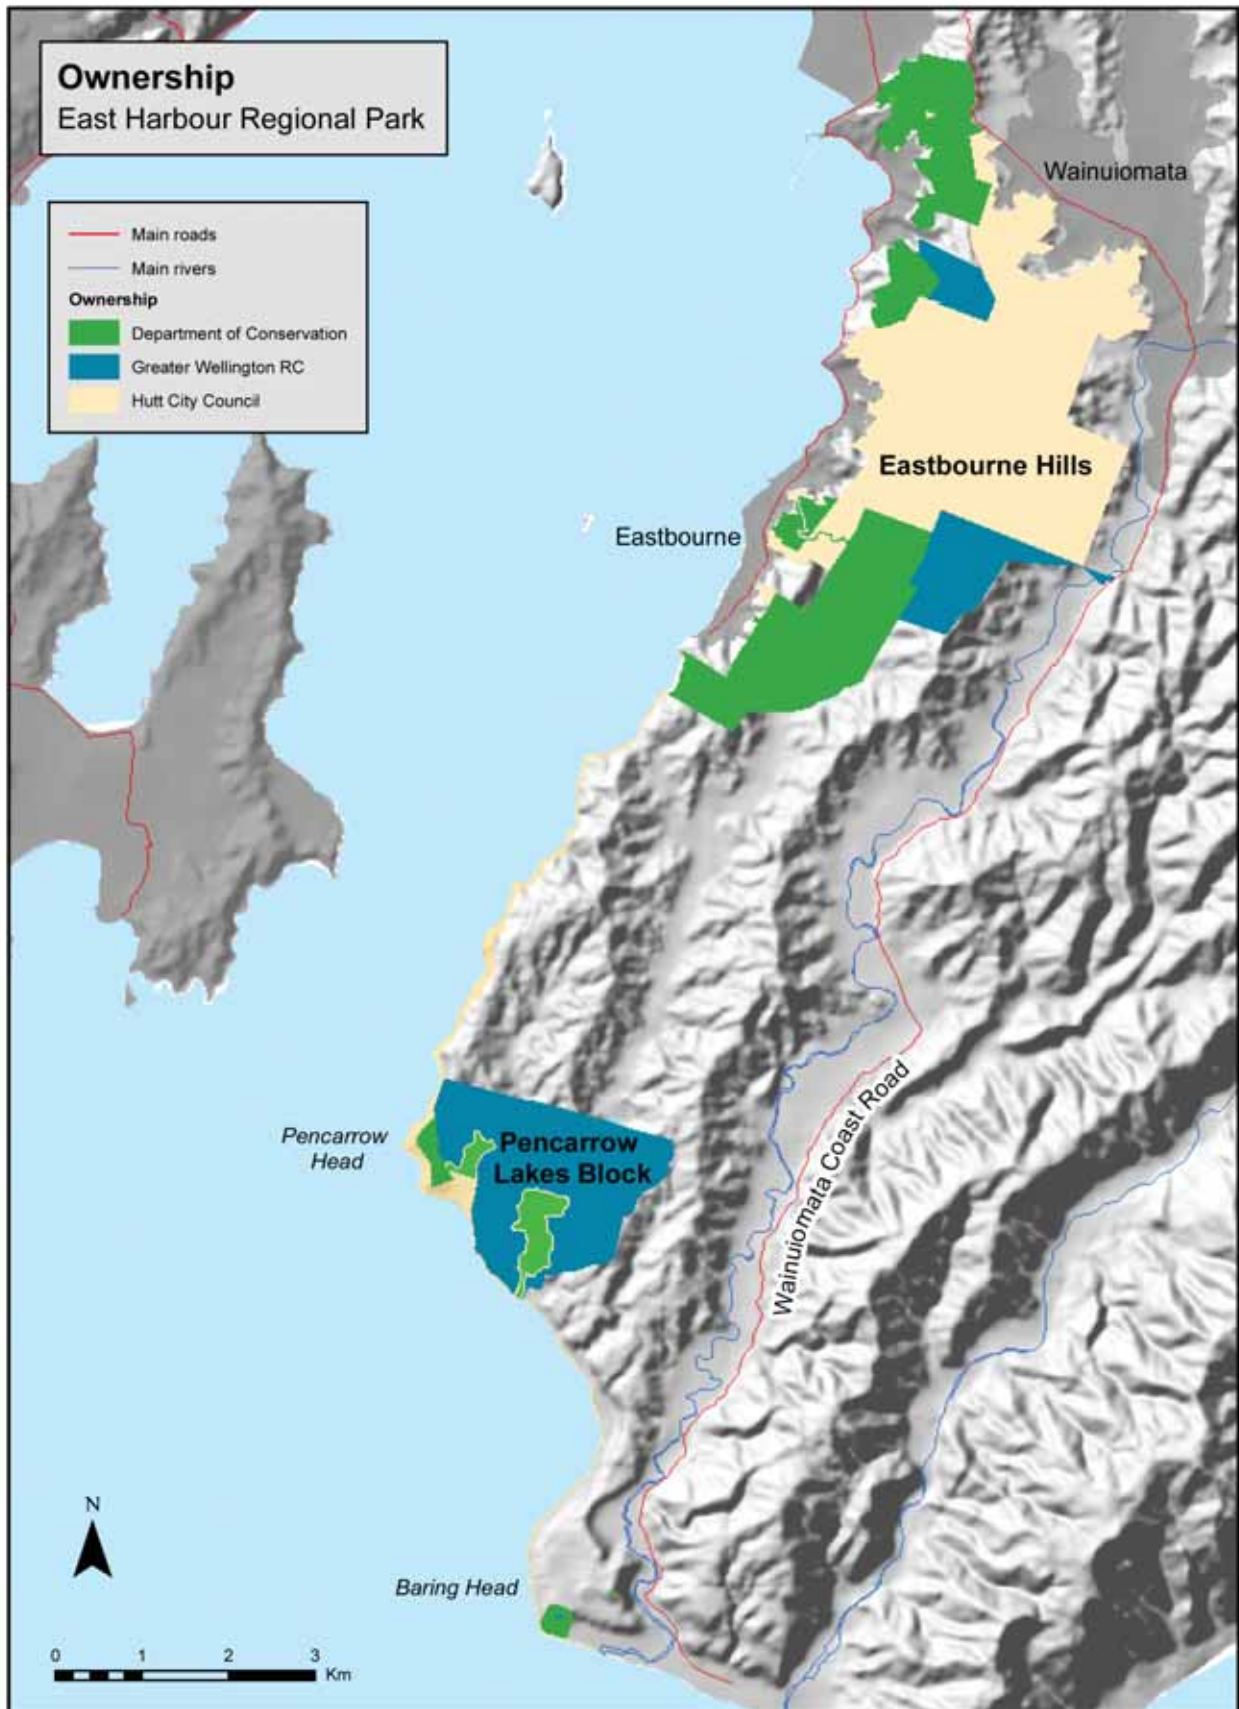 Ownership
East Harbour Regional Park
Main roads
Main rivers
Ownership
Department of Conservation
Greater Wellington RC
Hutt City Council
Wainuiomata
Eastbourne Hills
Eastbourne
Pencarrow
Head
Pencarrow
Lakes Block
Wainuiomata Coast Road
N
Baring Head
0 1 2 3
Km